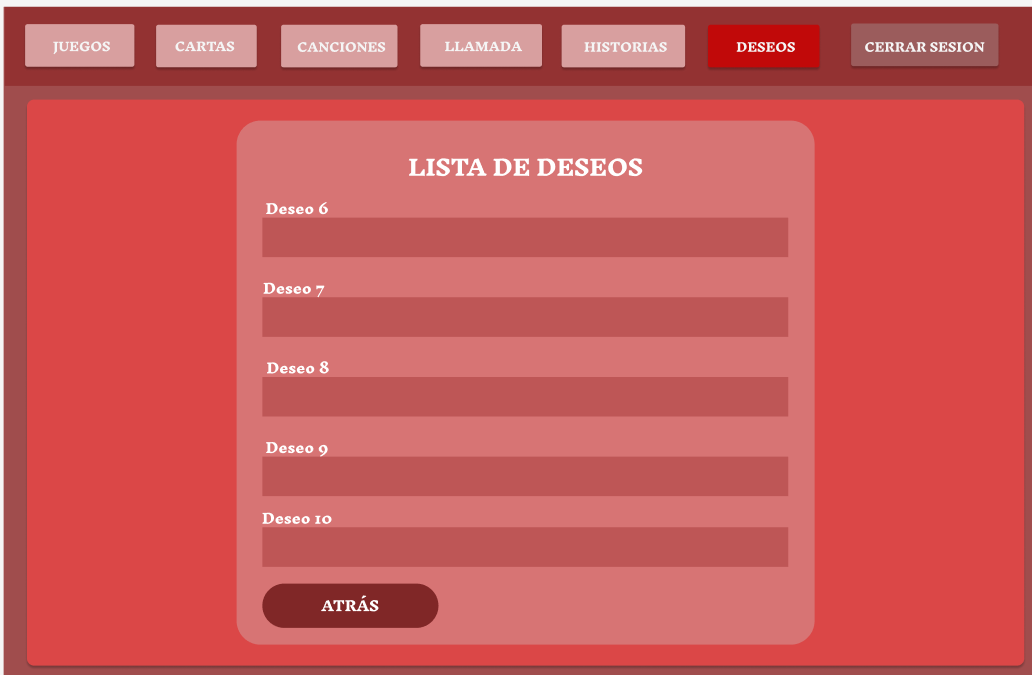 JUEGOS CARTAS CANCIONES LLAMADA HISTORIAS DESEOS CERRAR SESION
LISTA DE DESEOS
Deseo 6
Deseo 7
Deseo 8
Deseo 9
Deseo 10
ATRÁS